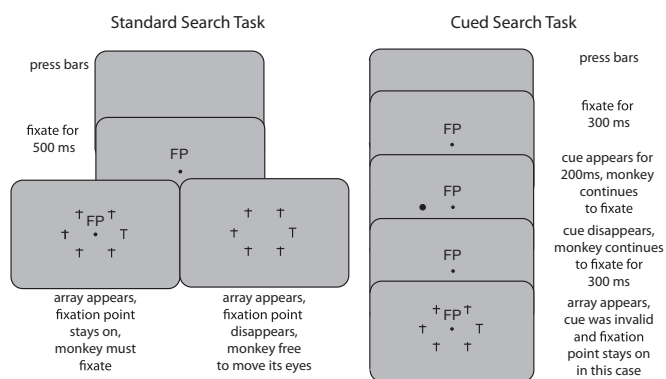 Standard Search Task
press bars
fixate for
500 ms
FP
FP
array appears,
fixation point
stays on,
monkey must
fixate
array appears,
fixation point
disappears,
monkey free
to move its eyes
Cued Search Task
press bars
fixate for
300 ms
FP
cue appears for
200ms, monkey
continues
to fixate
FP
cue disappears,
monkey continues
to fixate for
300 ms
FP
array appears,
cue was invalid
and fixation
point stays on
in this case
FP